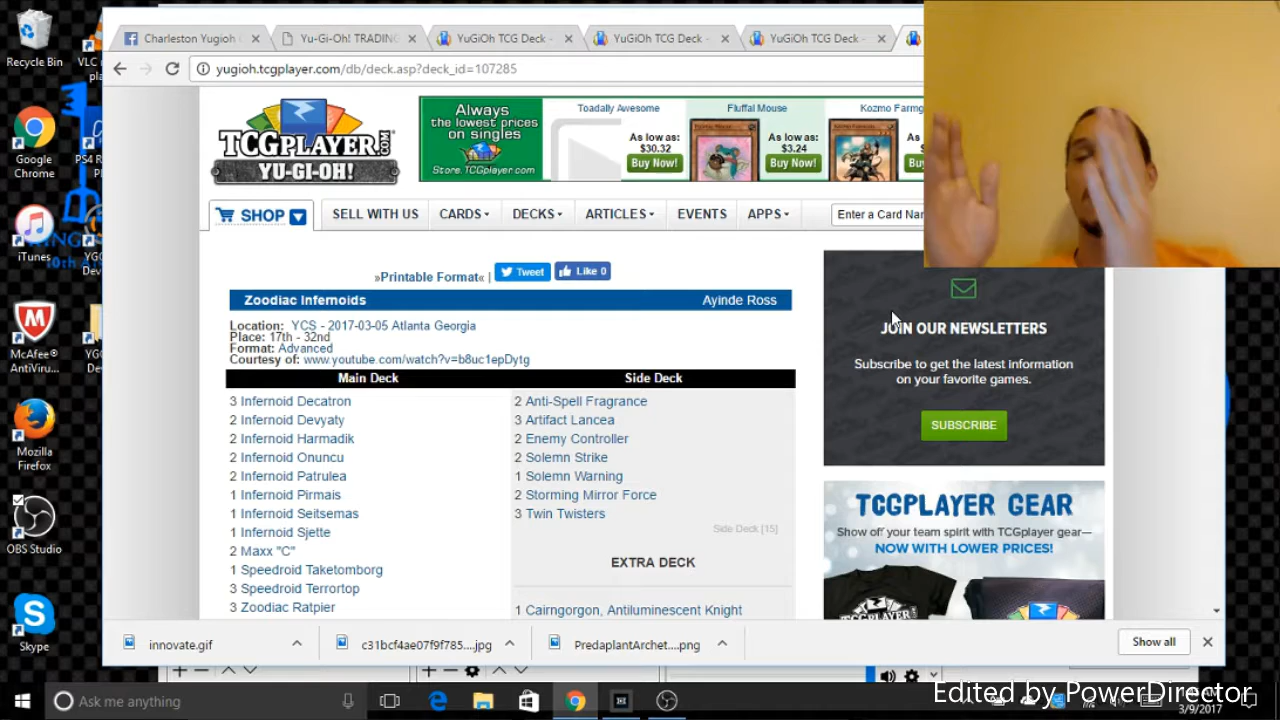 Recycle Bin
VLC
pla
Google
Chrome
PS4 R
Pl
iTunes
YGO
Dev
10th A
McAfee®
AntiViru...
YGO
Dev
Mozilla
Firefox
OBS Studio
Skype
Charleston Yugioh
Yu-Gi-Oh! TRADING
YuGiOh TCG Deck -
YuGiOh TCG Deck -
YuGiOh TCG Deck -
yugioh.tcgplayer.com/db/deck.asp?deck_id=107285
TCGPLAYER.COM
YU-GI-OH!
Always
the lowest prices
on singles
Store.TCGplayer.com
Toadally Awesome
As low as:
$30.32
Buy Now!
Fluffal Mouse
As low as:
$3.24
Buy Now!
Kozmo Farmg
A
Buy
SHOP
SELL WITH US
CARDS
DECKS
ARTICLES
EVENTS
APPS
Enter a Card Nam
»Printable Format« |
Tweet
Like 0
Zoodiac Infernoids
Ayinde Ross
Location: YCS - 2017-03-05 Atlanta Georgia
Place: 17th - 32nd
Format: Advanced
Courtesy of: www.youtube.com/watch?v=b8uc1epDytg
Main Deck
3 Infernoid Decatron
2 Infernoid Devyaty
2 Infernoid Harmadik
2 Infernoid Onuncu
2 Infernoid Patrulea
1 Infernoid Pirmais
1 Infernoid Seitsemas
1 Infernoid Sjette
2 Maxx "C"
1 Speedroid Taketomborg
3 Speedroid Terrortop
3 Zoodiac Ratpier
Side Deck
2 Anti-Spell Fragrance
3 Artifact Lancea
2 Enemy Controller
2 Solemn Strike
1 Solemn Warning
2 Storming Mirror Force
3 Twin Twisters
Side Deck [15]
EXTRA DECK
1 Cairngorgon, Antiluminescent Knight
JOIN OUR NEWSLETTERS
Subscribe to get the latest information
on your favorite games.
SUBSCRIBE
TCGPLAYER GEAR
Show off your team spirit with TCGplayer gear—
NOW WITH LOWER PRICES!
innovate.gif
c31bcf4ae07f9f785....jpg
PredaplantArchet....png
Show all
Ask me anything
3/9/2017
Edited by PowerDirector